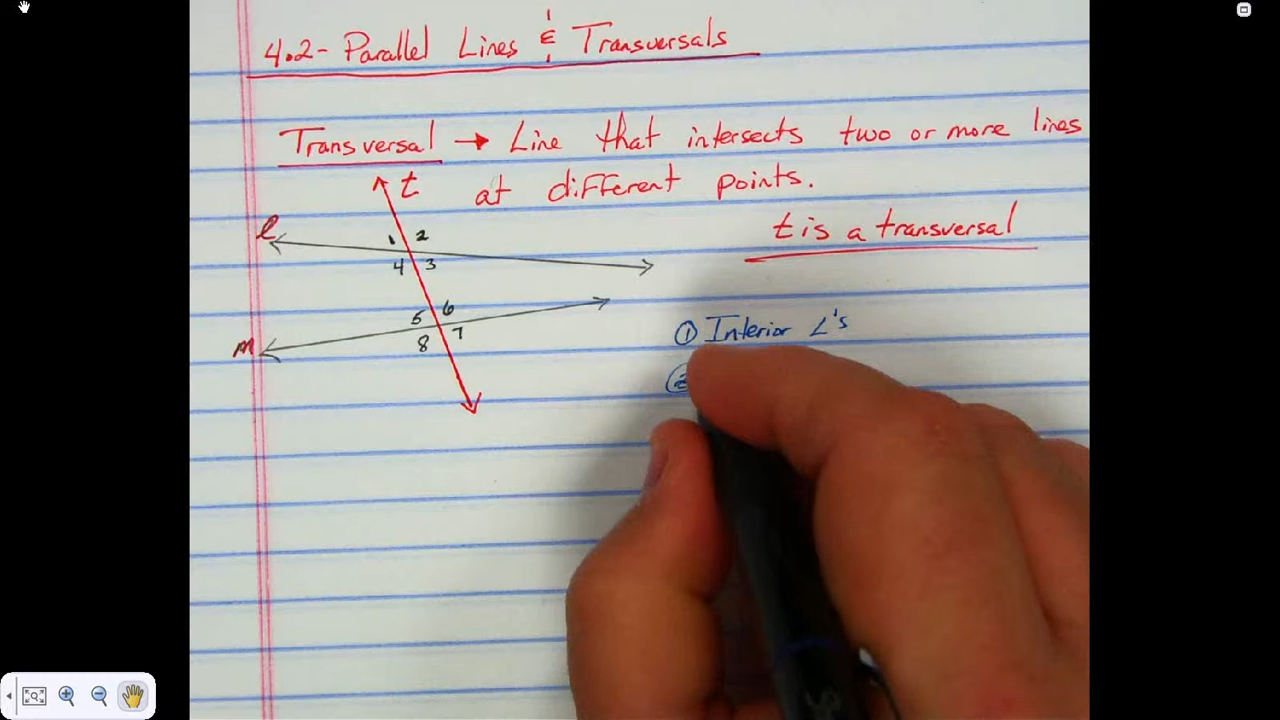 4.2- Parallel Lines & Transversals
Transversal → Line that intersects two or more lines
at different points.
t
t is a transversal
l
1 2
4 3
5 6
8 7
m
① Interior ∠'s
②